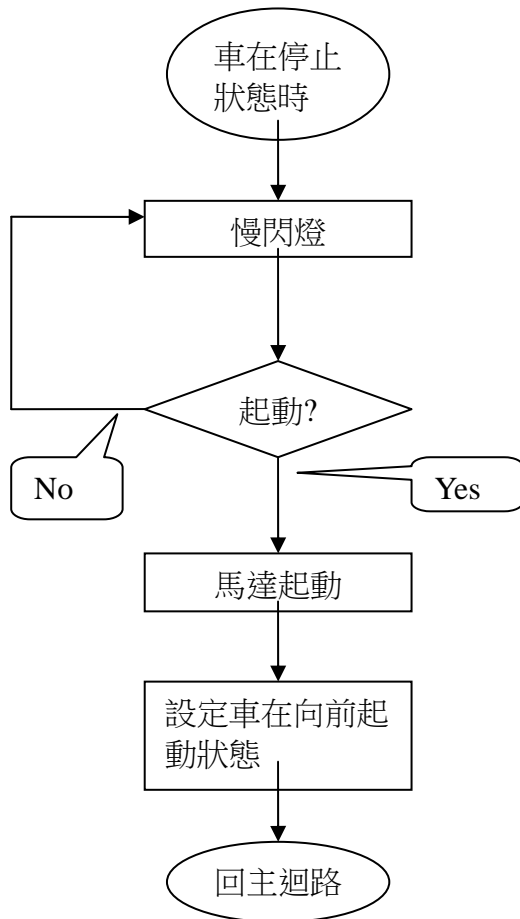 車在停止
狀態時
慢閃燈
起動?
No
Yes
馬達起動
設定車在向前起
動狀態
回主迴路